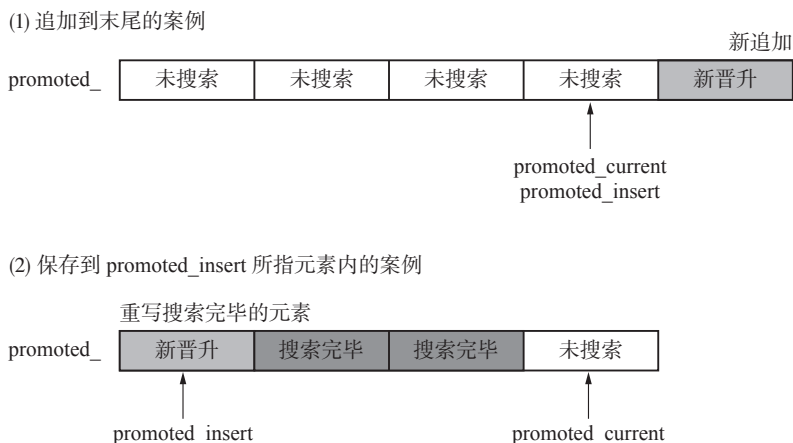 (1) 追加到末尾的案例
新追加
promoted_ 未搜索 未搜索 未搜索 未搜索 新晋升
promoted_current
promoted_insert
(2) 保存到 promoted_insert 所指元素内的案例
重写搜索完毕的元素
promoted_ 新晋升 搜索完毕 搜索完毕 未搜索
promoted_insert promoted_current